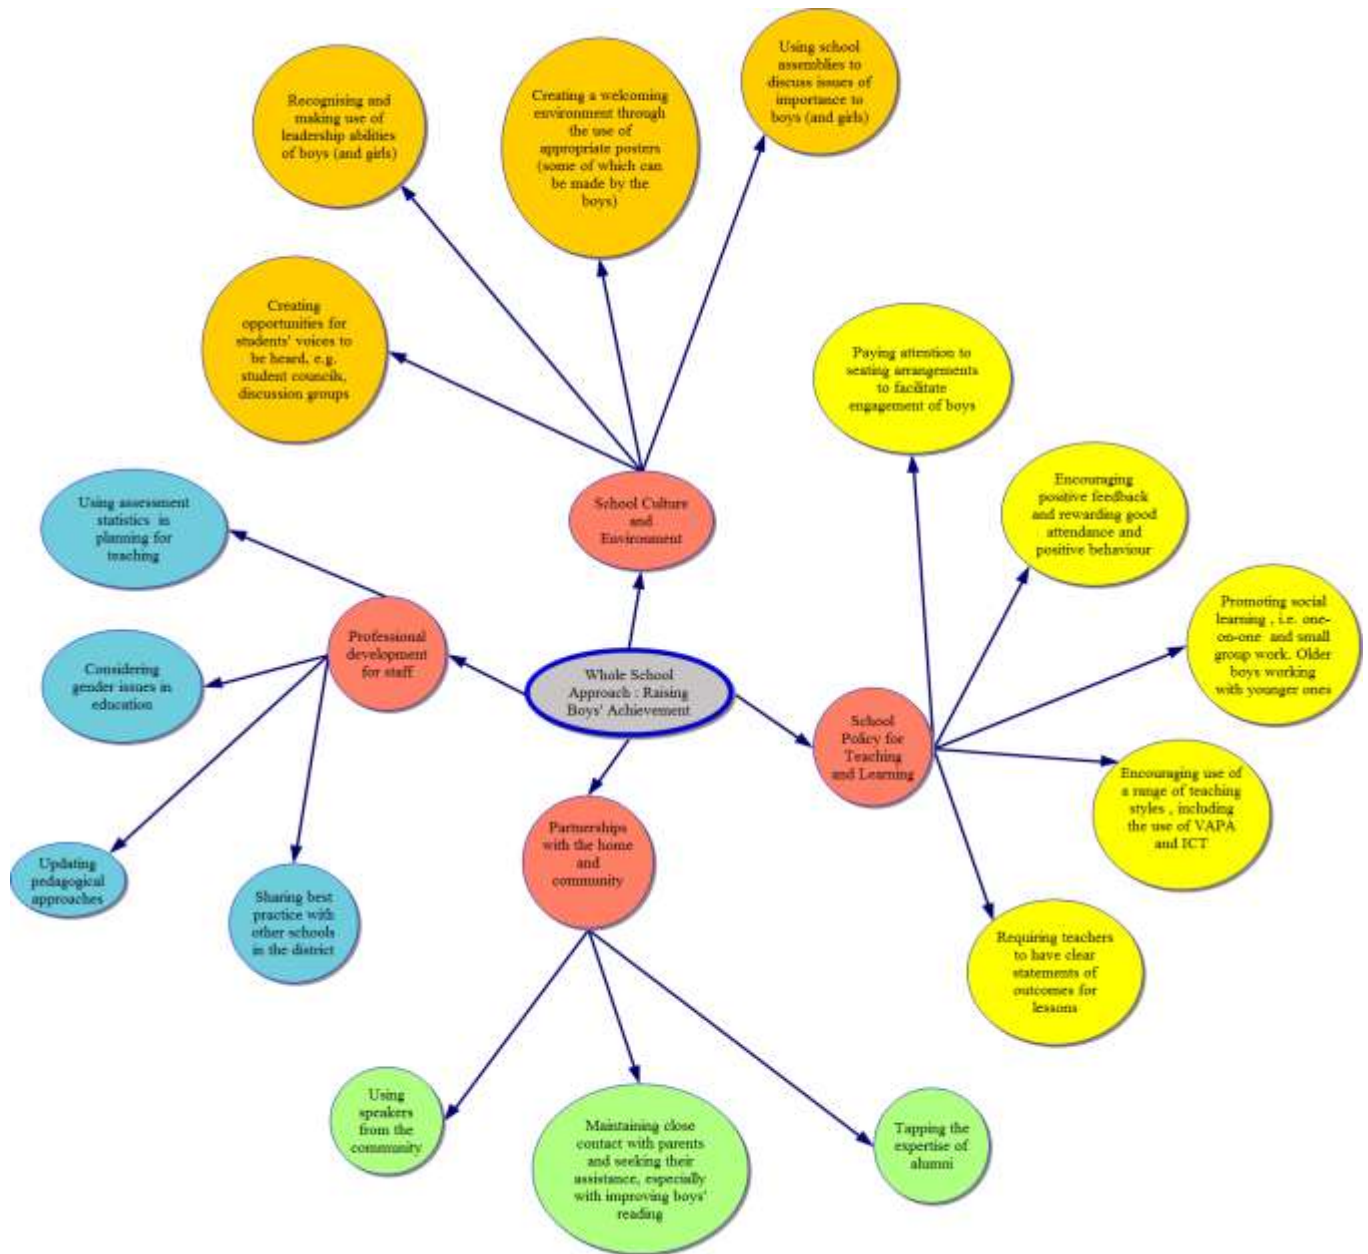 Using school
assemblies to
discuss issues of
importance to
boys (and girls)
Creating a welcoming
environment through
the use of
appropriate posters
(some of which can
be made by the
boys)
Recognising and
making use of
leadership abilities
of boys (and girls)
Creating
opportunities for
students' voices to
be heard, e.g.
student councils,
discussion groups
School Culture
and
Environment
Paying attention to
seating arrangements
to facilitate
engagement of boys
Encouraging
positive feedback
and rewarding good
attendance and
positive behaviour
Promoting social
learning , i.e. one-
on-one and small
group work. Older
boys working
with younger ones
Encouraging use of
a range of teaching
styles , including
the use of VAPA
and ICT
Requiring teachers
to have clear
statements of
outcomes for
lessons
School
Policy for
Teaching
and Learning
Whole School
Approach : Raising
Boys' Achievement
Professional
development
for staff
Using assessment
statistics in
planning for
teaching
Considering
gender issues in
education
Updating
pedagogical
approaches
Sharing best
practice with
other schools
in the district
Partnerships
with the home
and
community
Using
speakers
from the
community
Maintaining close
contact with parents
and seeking their
assistance, especially
with improving boys'
reading
Tapping the
expertise of
alumni